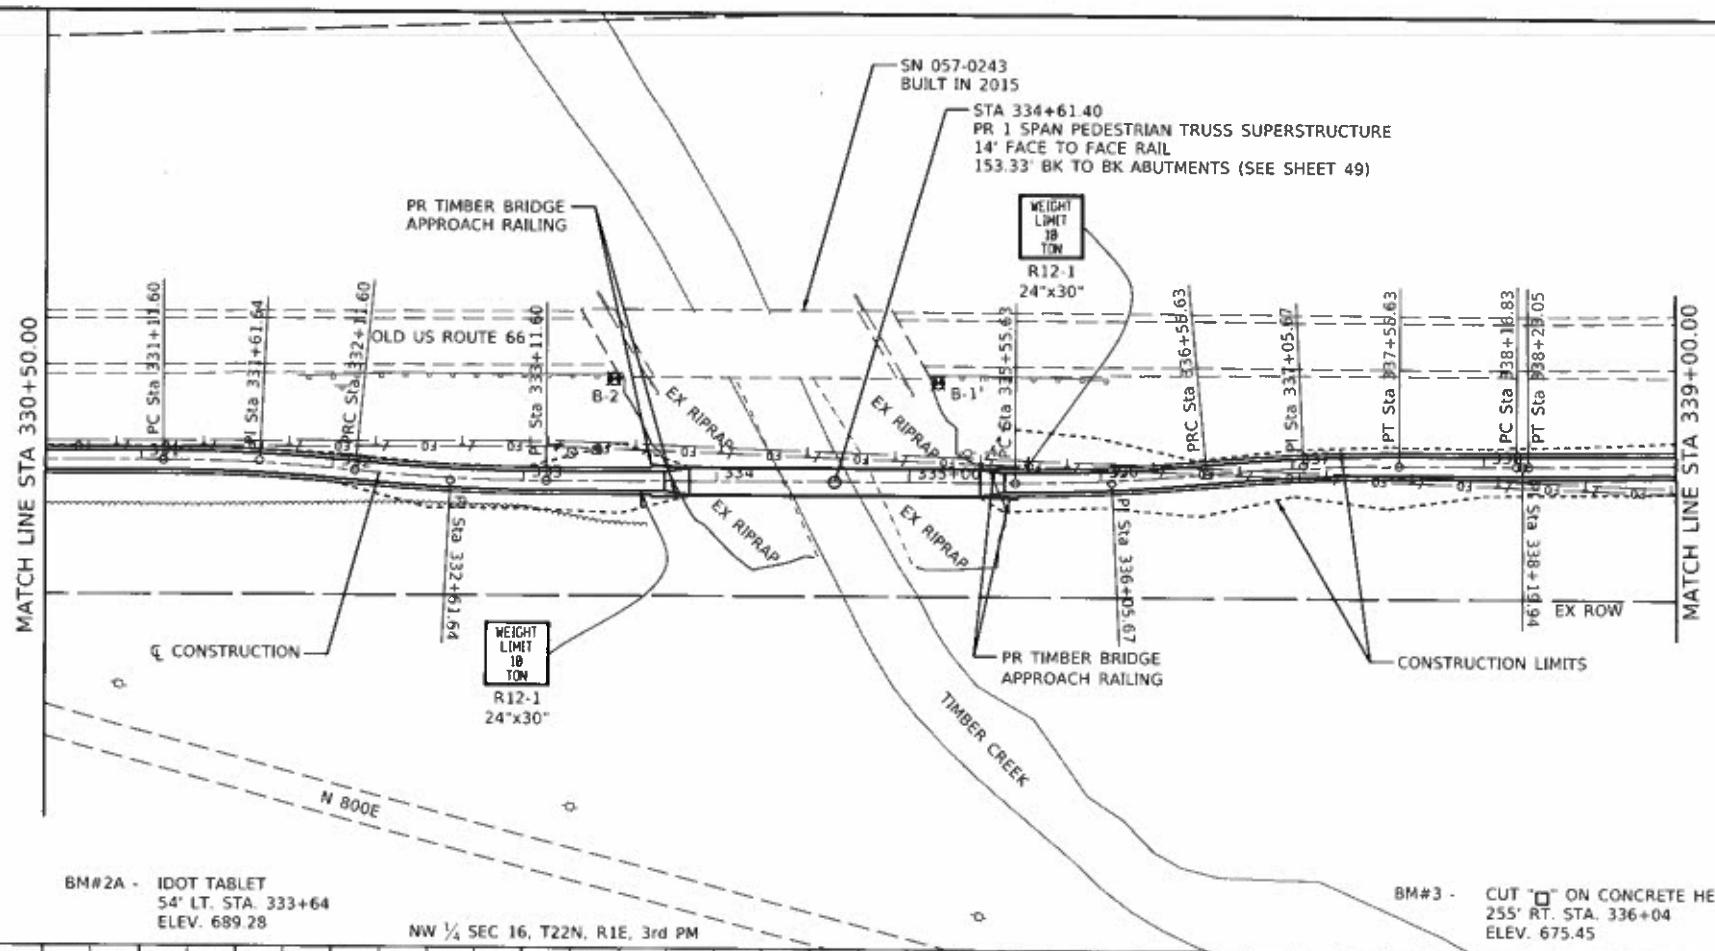 SN 057-0243
BUILT IN 2015
STA 334+61.40
PR 1 SPAN PEDESTRIAN TRUSS SUPERSTRUCTURE
14' FACE TO FACE RAIL
153.33' BK TO BK ABUTMENTS (SEE SHEET 49)
PR TIMBER BRIDGE
APPROACH RAILING
WEIGHT
LIMIT
10
TON
R12-1
24"x30"
MATCH LINE STA 330+50.00
PC Sta 331+11.60
PI Sta 331+61.64
PRC Sta 332+11.60
OLD US ROUTE 66
PT Sta 333+11.60
B-2
EX RIPRAP
EX RIPRAP
B-1
Sta 335+55.63
PRC Sta 336+55.63
PI Sta 337+05.67
PT Sta 337+55.63
PC Sta 338+16.83
PT Sta 338+23.05
MATCH LINE STA 339+00.00
334
335+00
EX RIPRAP
EX RIPRAP
PI Sta 332+61.64
PI Sta 336+05.67
PI Sta 338+19.94
EX ROW
℄ CONSTRUCTION
WEIGHT
LIMIT
10
TON
R12-1
24"x30"
PR TIMBER BRIDGE
APPROACH RAILING
CONSTRUCTION LIMITS
TIMBER CREEK
N 800E
BM#2A - IDOT TABLET
54' LT. STA. 333+64
ELEV. 689.28
NW ¼ SEC 16, T22N, R1E, 3rd PM
BM#3 - CUT "□" ON CONCRETE HE
255' RT. STA. 336+04
ELEV. 675.45